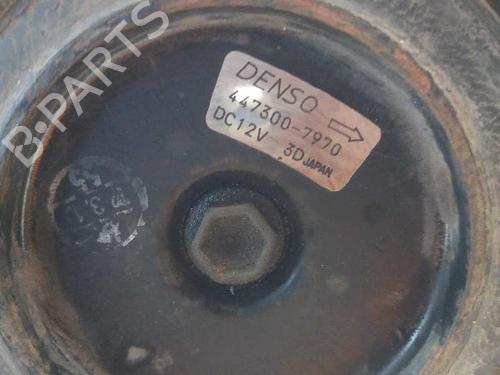 B-PARTS
DENSO
447300-7970
DC12V .3D JAPAN